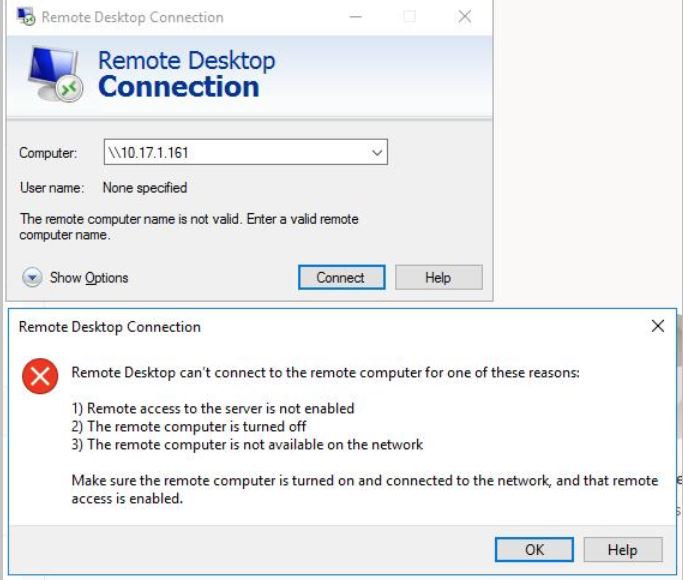 Remote Desktop Connection
Remote Desktop
Connection
Computer:
\\10.17.1.161
User name:
None specified
The remote computer name is not valid. Enter a valid remote
computer name.
Show Options
Connect
Help
Remote Desktop Connection
Remote Desktop can't connect to the remote computer for one of these reasons:
1) Remote access to the server is not enabled
2) The remote computer is turned off
3) The remote computer is not available on the network
Make sure the remote computer is turned on and connected to the network, and that remote
access is enabled.
OK
Help